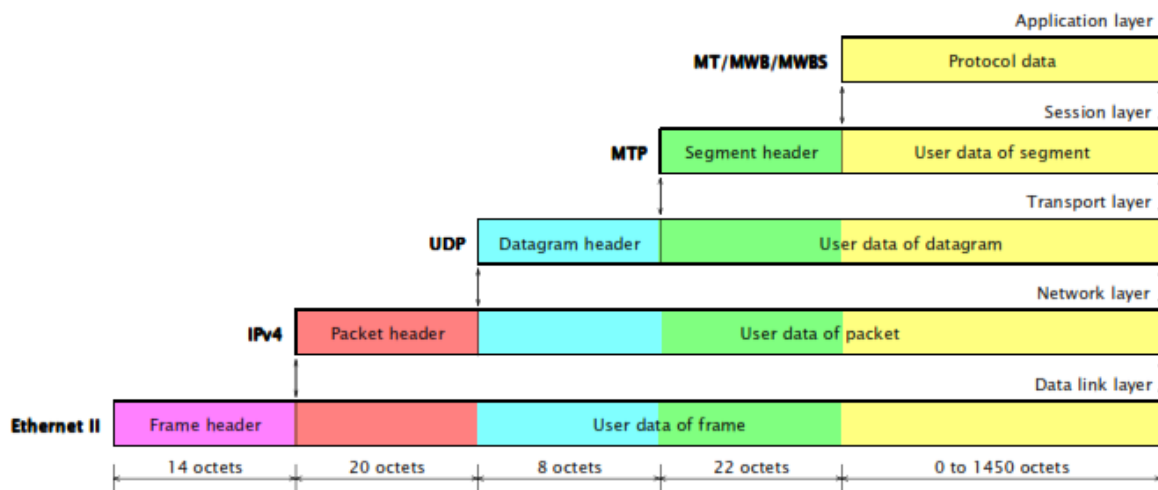 Application layer
MT/MWB/MWBS Protocol data
Session layer
MTP Segment header User data of segment
Transport layer
UDP Datagram header User data of datagram
Network layer
IPv4 Packet header User data of packet
Data link layer
Ethernet II Frame header User data of frame
14 octets 20 octets 8 octets 22 octets 0 to 1450 octets